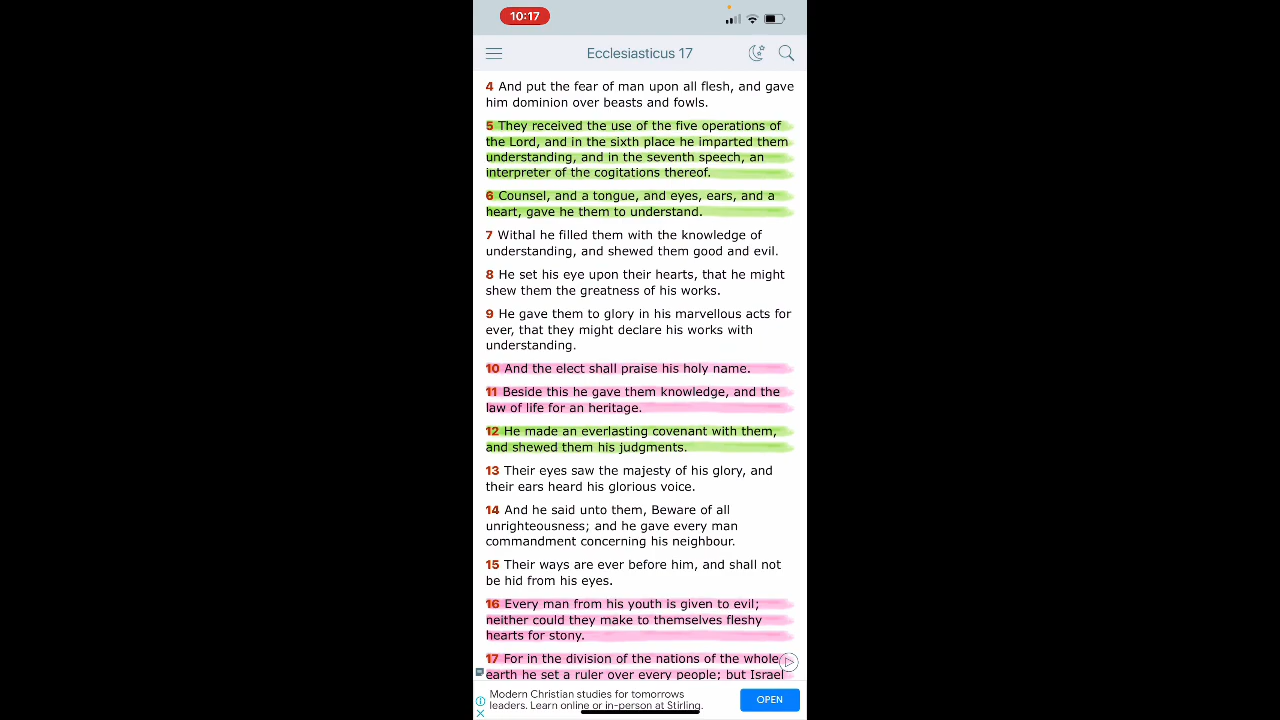 10:17
Ecclesiasticus 17
4 And put the fear of man upon all flesh, and gave
him dominion over beasts and fowls.
5 They received the use of the five operations of
the Lord, and in the sixth place he imparted them
understanding, and in the seventh speech, an
interpreter of the cogitations thereof.
6 Counsel, and a tongue, and eyes, ears, and a
heart, gave he them to understand.
7 Withal he filled them with the knowledge of
understanding, and shewed them good and evil.
8 He set his eye upon their hearts, that he might
shew them the greatness of his works.
9 He gave them to glory in his marvellous acts for
ever, that they might declare his works with
understanding.
10 And the elect shall praise his holy name.
11 Beside this he gave them knowledge, and the
law of life for an heritage.
12 He made an everlasting covenant with them,
and shewed them his judgments.
13 Their eyes saw the majesty of his glory, and
their ears heard his glorious voice.
14 And he said unto them, Beware of all
unrighteousness; and he gave every man
commandment concerning his neighbour.
15 Their ways are ever before him, and shall not
be hid from his eyes.
16 Every man from his youth is given to evil;
neither could they make to themselves fleshy
hearts for stony.
17 For in the division of the nations of the whole
earth he set a ruler over every people; but Israel
Modern Christian studies for tomorrows
leaders. Learn online or in-person at Stirling.
OPEN